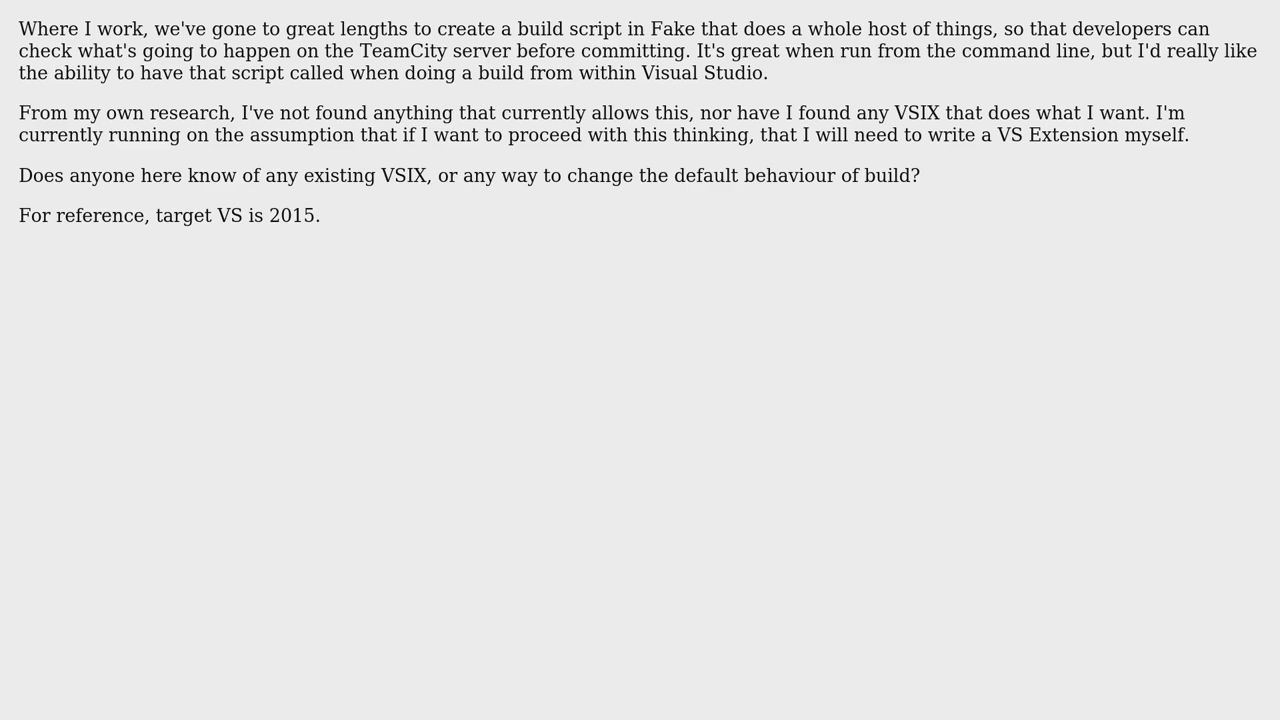 Where I work, we've gone to great lengths to create a build script in Fake that does a whole host of things, so that developers can
check what's going to happen on the TeamCity server before committing. It's great when run from the command line, but I'd really like
the ability to have that script called when doing a build from within Visual Studio.
From my own research, I've not found anything that currently allows this, nor have I found any VSIX that does what I want. I'm
currently running on the assumption that if I want to proceed with this thinking, that I will need to write a VS Extension myself.
Does anyone here know of any existing VSIX, or any way to change the default behaviour of build?
For reference, target VS is 2015.